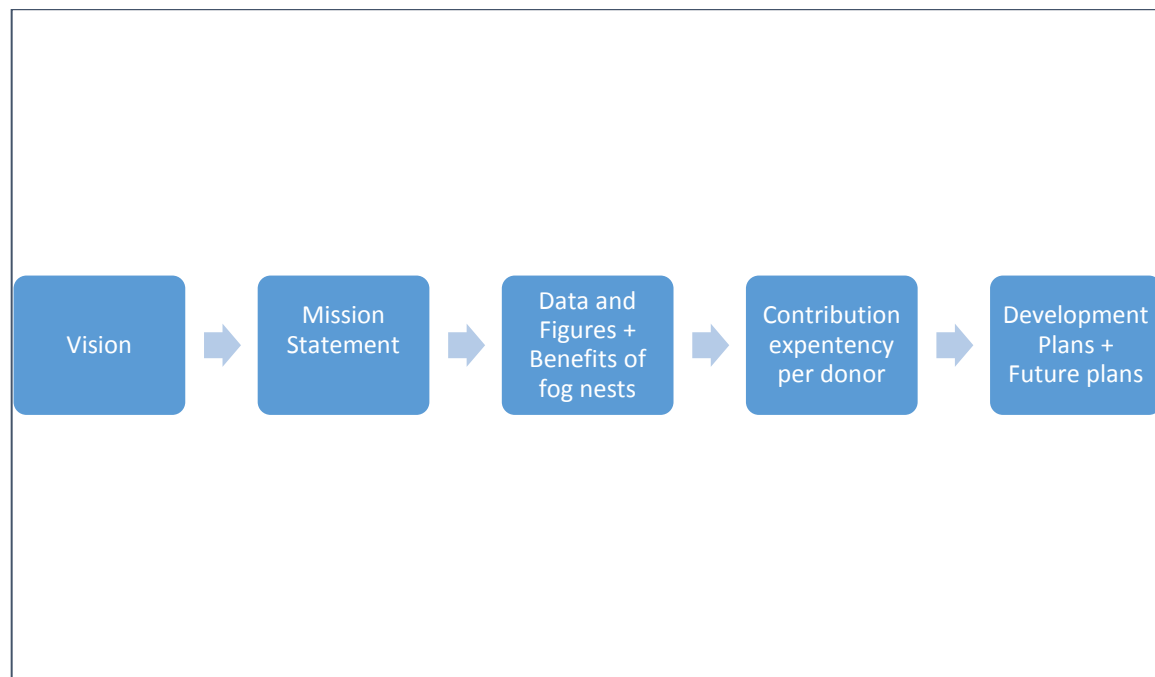 Vision
Mission
Statement
Data and
Figures +
Benefits of
fog nests
Contribution
expentency
per donor
Development
Plans +
Future plans